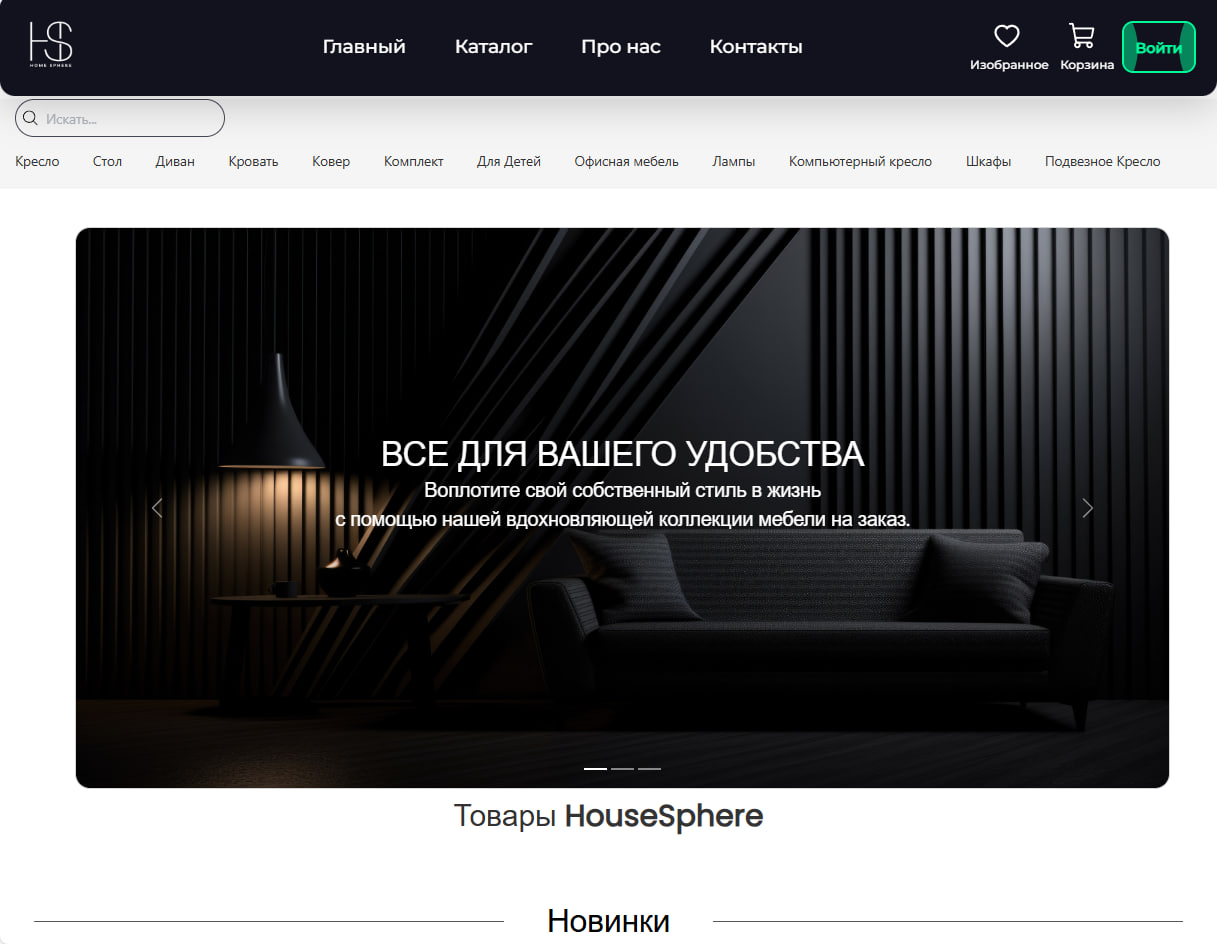 HS
HOME SPHERE
Главный Каталог Про нас Контакты
Избранное Корзина Войти
Искать...
Кресло Стол Диван Кровать Ковер Комплект Для Детей Офисная мебель Лампы Компьютерный кресло Шкафы Подвезное Кресло
ВСЕ ДЛЯ ВАШЕГО УДОБСТВА
Воплотите свой собственный стиль в жизнь
с помощью нашей вдохновляющей коллекции мебели на заказ.
Товары HouseSphere
Новинки